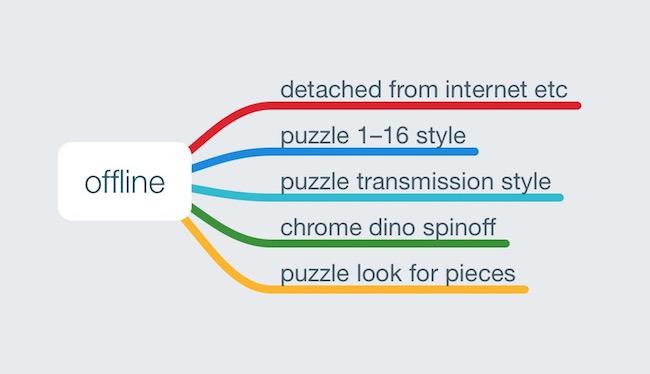 offline
detached from internet etc
puzzle 1–16 style
puzzle transmission style
chrome dino spinoff
puzzle look for pieces